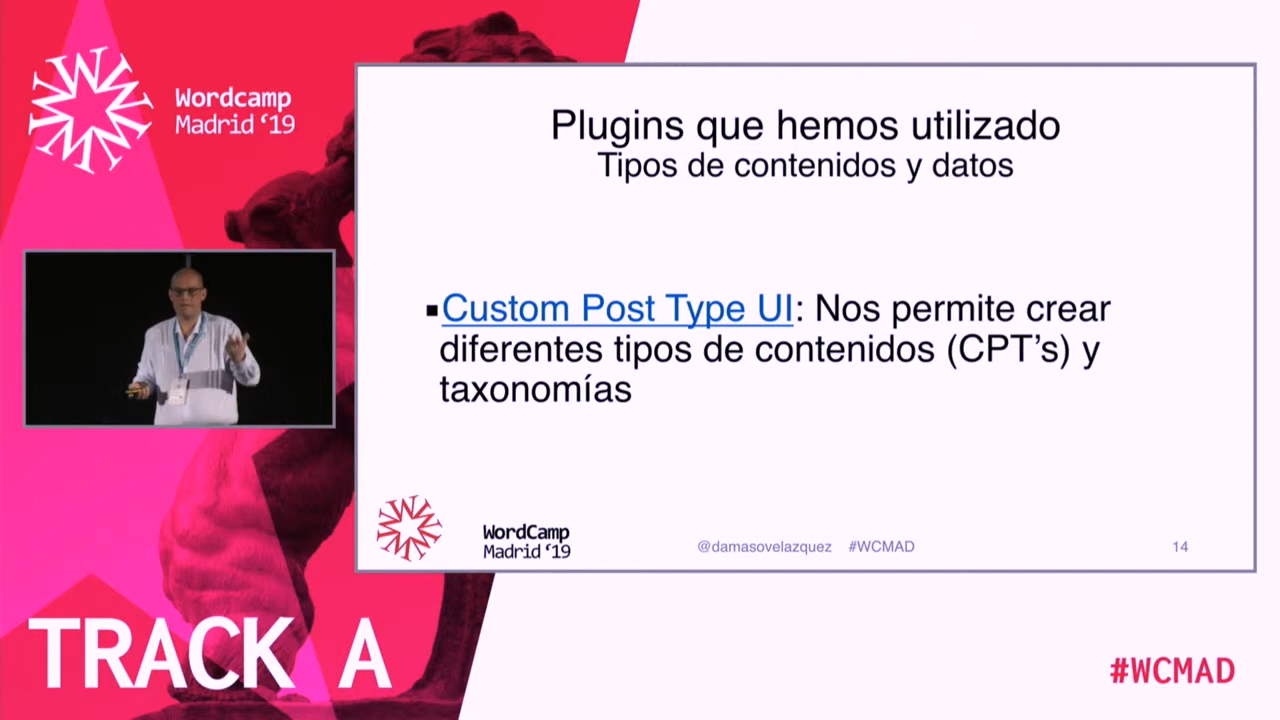 Wordcamp
Madrid ‘19
Plugins que hemos utilizado
Tipos de contenidos y datos
▪Custom Post Type UI: Nos permite crear
diferentes tipos de contenidos (CPT’s) y
taxonomías
WordCamp
Madrid ‘19
@damasovelazquez #WCMAD
14
TRACK A
#WCMAD